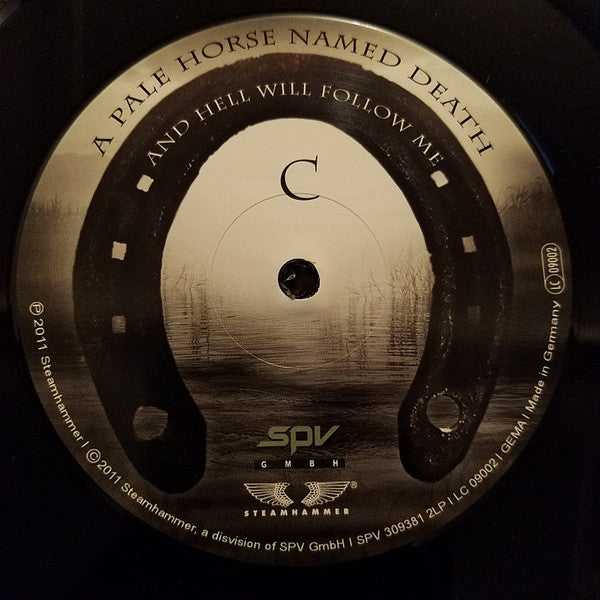 A PALE HORSE NAMED DEATH
AND HELL WILL FOLLOW ME
C
LC 09002
spv
GMBH
®
STEAMHAMMER
℗ 2011 Steamhammer I ©2011 Steamhammer, a disvision of SPV GmbH I SPV 309381 2LP I LC 09002 I GEMA I Made in Germany